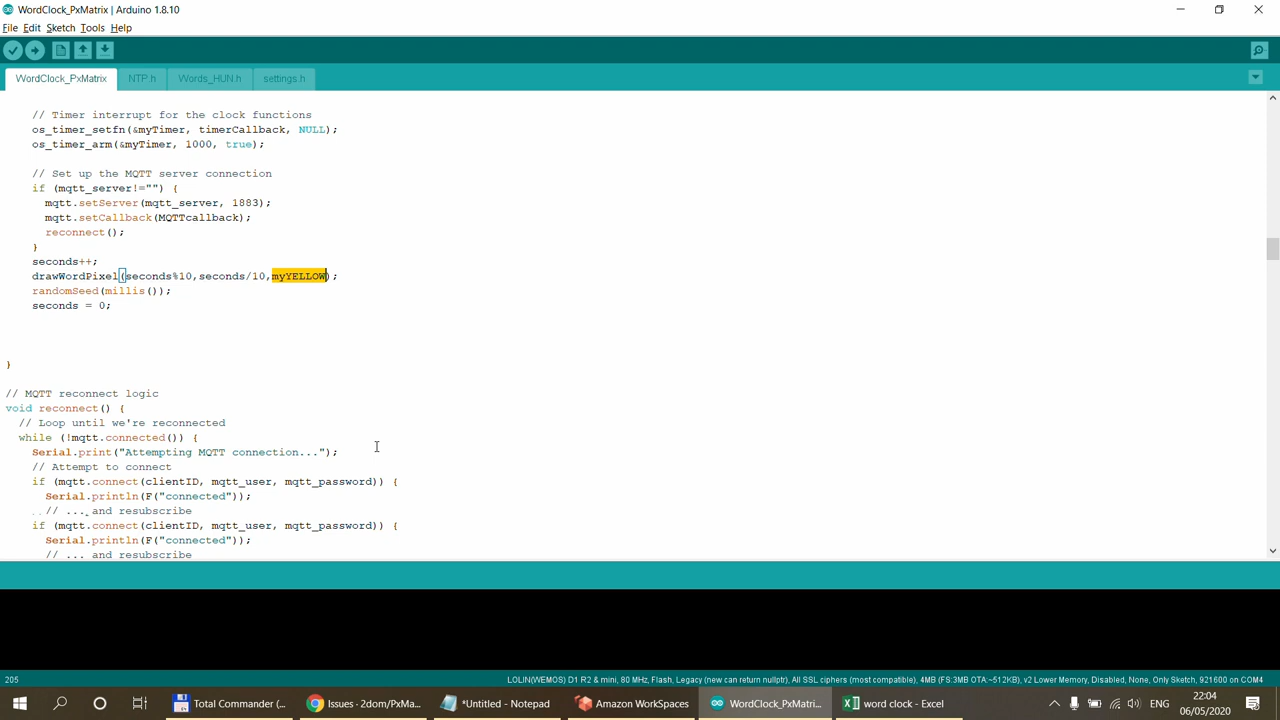 WordClock_PxMatrix | Arduino 1.8.10
File Edit Sketch Tools Help
WordClock_PxMatrix NTP.h Words_HUN.h settings.h
// Timer interrupt for the clock functions
os_timer_setfn(&myTimer, timerCallback, NULL);
os_timer_arm(&myTimer, 1000, true);
// Set up the MQTT server connection
if (mqtt_server!="") {
mqtt.setServer(mqtt_server, 1883);
mqtt.setCallback(MQTTcallback);
reconnect();
}
seconds++;
drawWordPixel(seconds%10,seconds/10,myYELLOW);
randomSeed(millis());
seconds = 0;
}
// MQTT reconnect logic
void reconnect() {
// Loop until we're reconnected
while (!mqtt.connected()) {
Serial.print("Attempting MQTT connection...");
// Attempt to connect
if (mqtt.connect(clientID, mqtt_user, mqtt_password)) {
Serial.println(F("connected"));
// ... and resubscribe
if (mqtt.connect(clientID, mqtt_user, mqtt_password)) {
Serial.println(F("connected"));
// ... and resubscribe
205 LOLIN(WEMOS) D1 R2 & mini, 80 MHz, Flash, Legacy (new can return nullptr), All SSL ciphers (most compatible), 4MB (FS:3MB OTA:~512KB), v2 Lower Memory, Disabled, None, Only Sketch, 921600 on COM4
Total Commander (... Issues - 2dom/PxMa... *Untitled - Notepad Amazon WorkSpaces WordClock_PxMatri... word clock - Excel ENG 22:04
06/05/2020